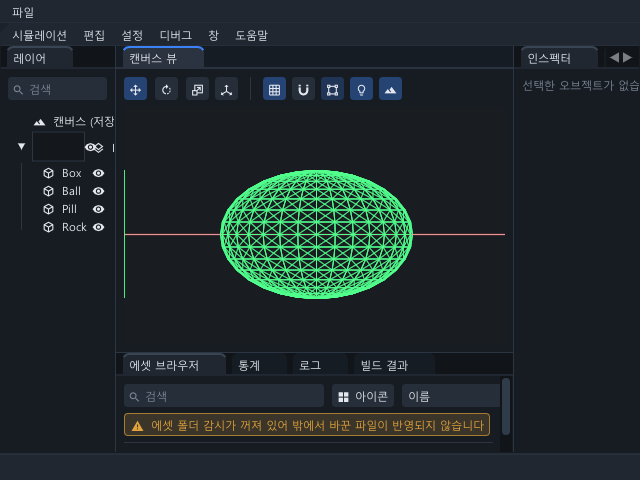 파일
시뮬레이션 편집 설정 디버그 창 도움말
레이어 캔버스 뷰 인스펙터
검색
선택한 오브젝트가 없습
캔버스 (저장
Box
Ball
Pill
Rock
에셋 브라우저 통계 로그 빌드 결과
검색 아이콘 이름
에셋 폴더 감시가 꺼져 있어 밖에서 바꾼 파일이 반영되지 않습니다